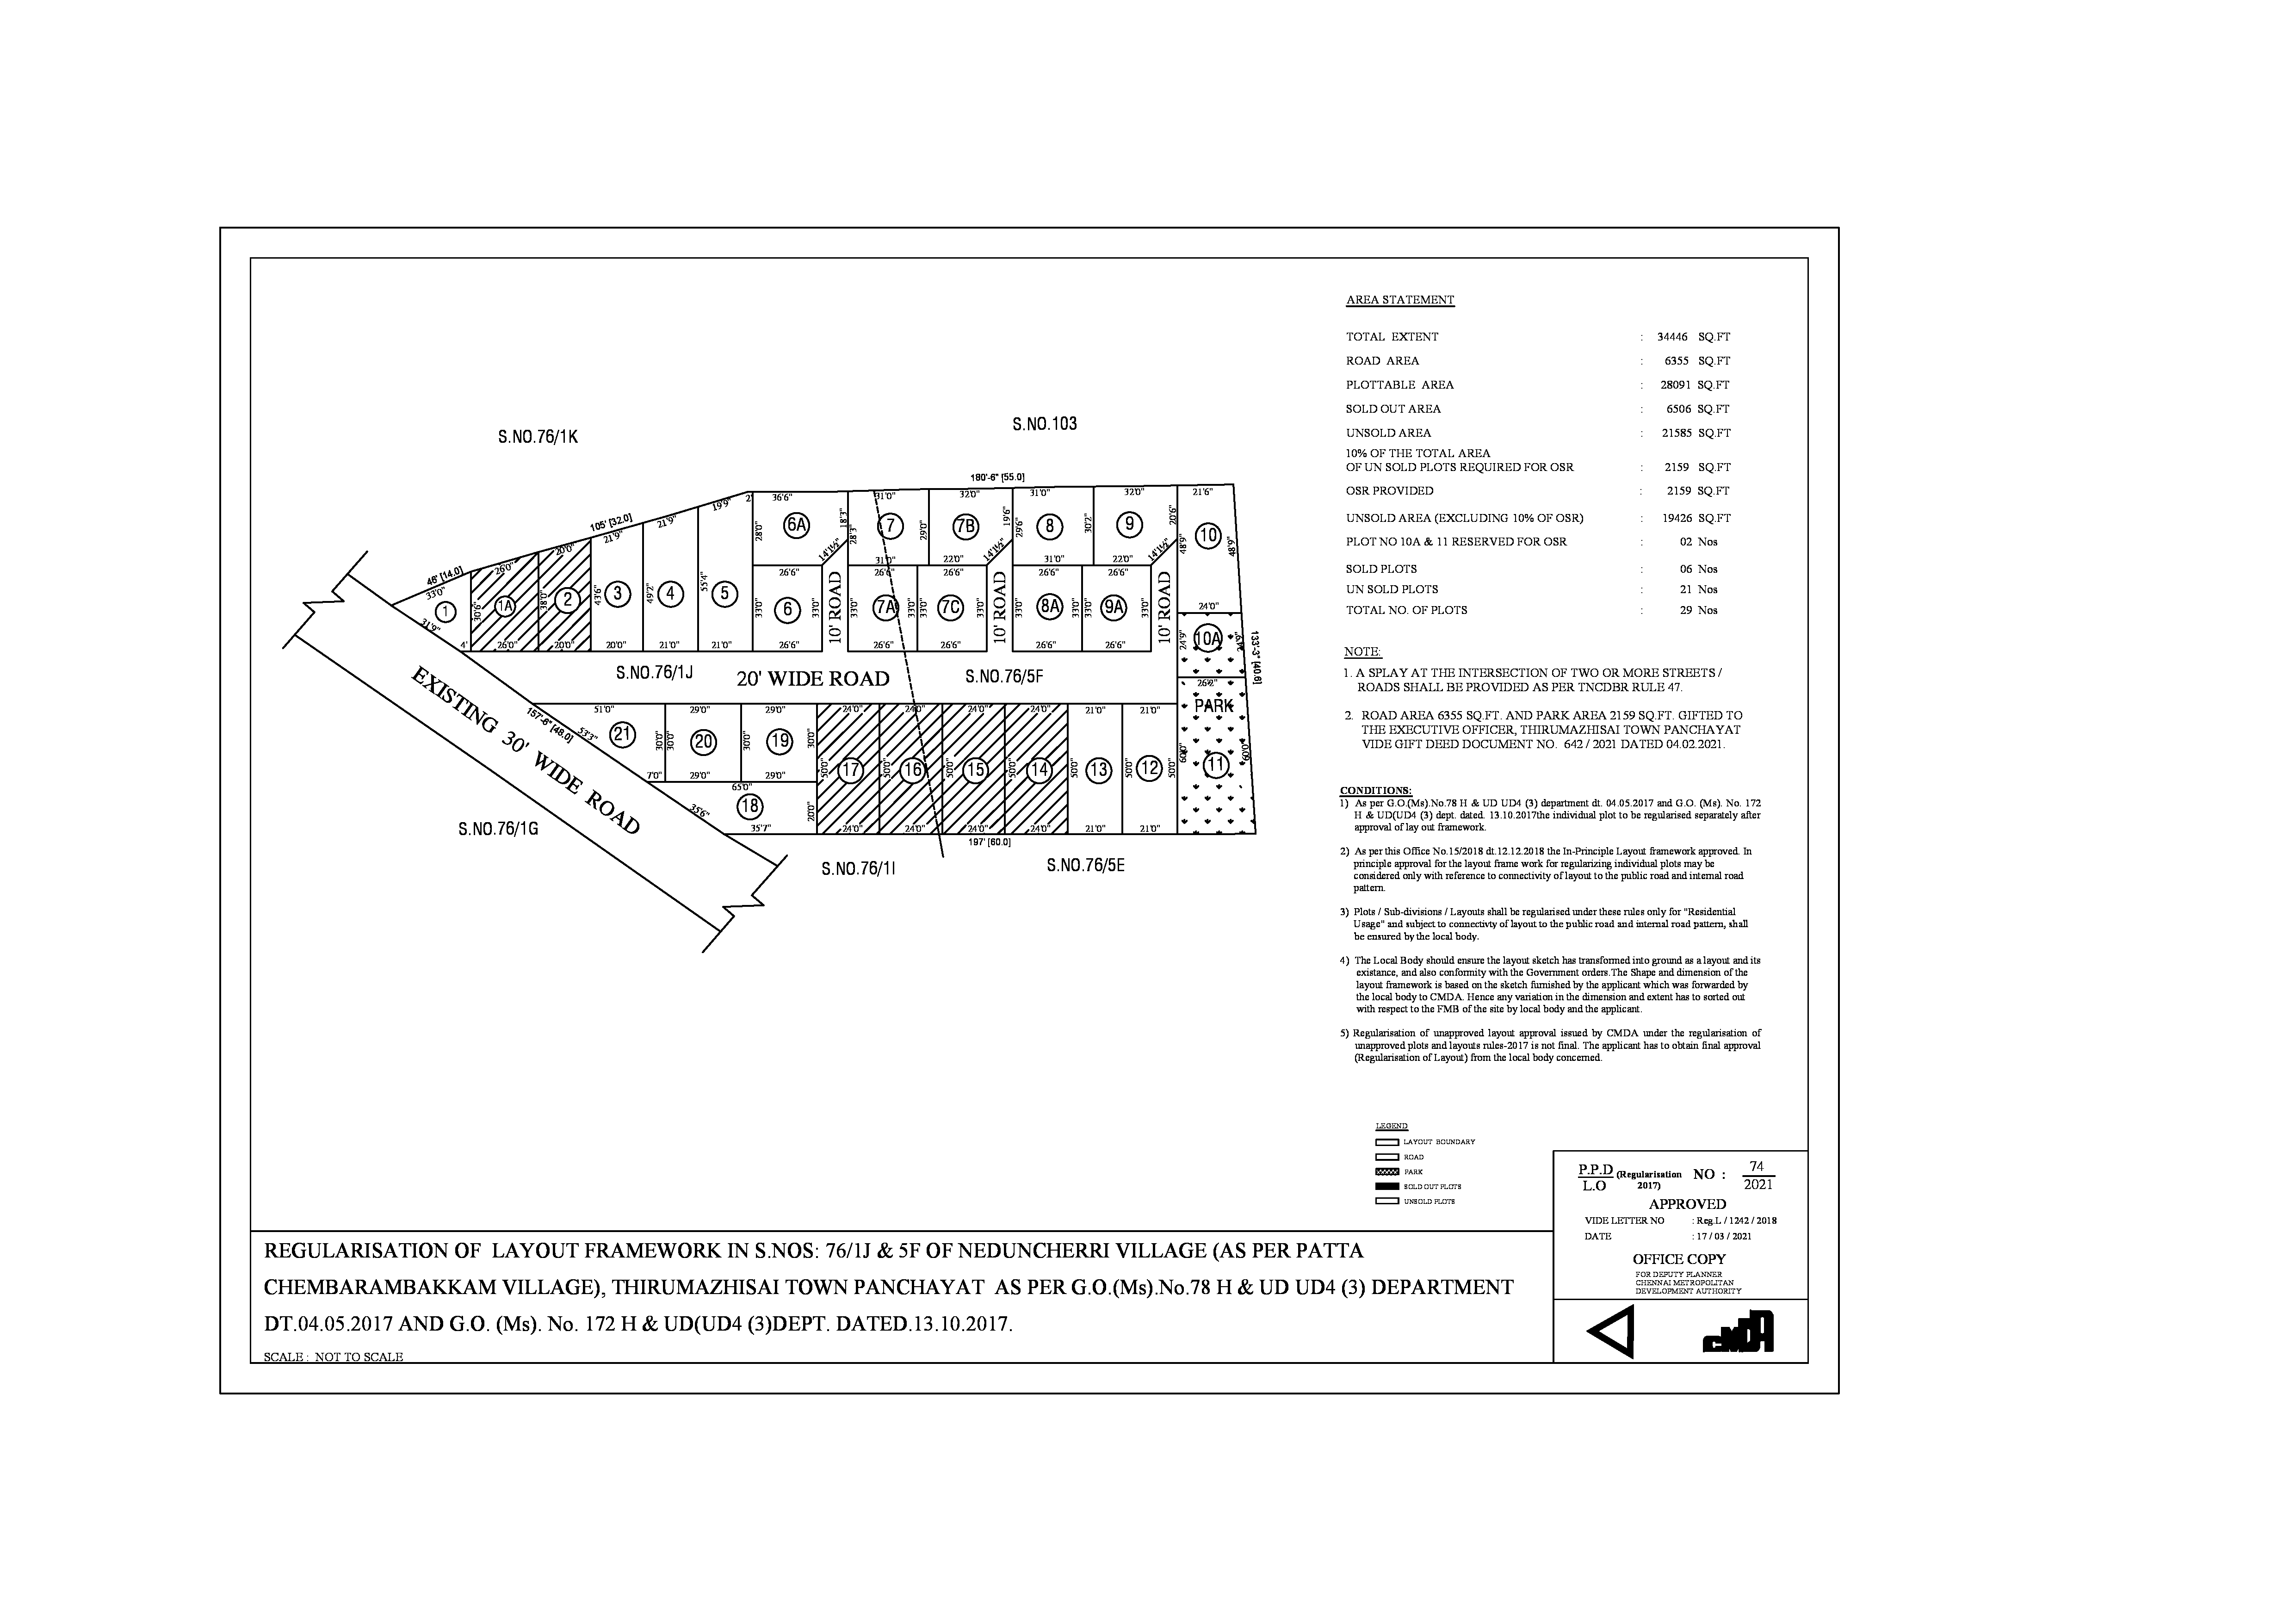 S.NO.76/1K
S.NO.103
180'-6" [55.0]
105' [32.0]
46' [14.0]
33'0"
31'9"
4'
1
30'6"
26'0"
1A
26'0"
38'0"
20'0"
2
20'0"
43'6"
21'9"
3
20'0"
49'2"
21'9"
4
21'0"
55'4"
19'9"
2'
5
21'0"
36'6"
28'0"
6A
18'3"
14'1½"
26'6"
33'0"
6
33'0"
26'6"
10' ROAD
31'0"
28'3"
7
29'0"
31'0"
32'0"
7B
19'6"
22'0"
14'1½"
26'6"
33'0"
7A
33'0"
26'6"
26'6"
33'0"
7C
26'6"
10' ROAD
31'0"
29'6"
8
30'2"
31'0"
32'0"
9
20'6"
22'0"
14'1½"
26'6"
33'0"
8A
33'0"
26'6"
26'6"
33'0"
9A
33'0"
26'6"
10' ROAD
21'6"
10
48'9"
48'9"
24'0"
24'9"
10A
26'2"
133'-3" [40.6]
PARK
60'0"
11
60'0"
S.NO.76/1J
20' WIDE ROAD
S.NO.76/5F
EXISTING 30' WIDE ROAD
157'-6" [48.0]
51'0"
53'3"
21
30'0"
7'0"
29'0"
30'0"
20
29'0"
29'0"
30'0"
19
30'0"
29'0"
65'0"
18
35'6"
35'7"
20'0"
24'0"
50'0"
17
24'0"
24'0"
50'0"
16
24'0"
24'0"
50'0"
15
24'0"
24'0"
50'0"
14
24'0"
21'0"
50'0"
13
21'0"
21'0"
50'0"
12
50'0"
21'0"
197' [60.0]
S.NO.76/1G
S.NO.76/1I
S.NO.76/5E
AREA STATEMENT
TOTAL EXTENT : 34446 SQ.FT
ROAD AREA : 6355 SQ.FT
PLOTTABLE AREA : 28091 SQ.FT
SOLD OUT AREA : 6506 SQ.FT
UNSOLD AREA : 21585 SQ.FT
10% OF THE TOTAL AREA
OF UN SOLD PLOTS REQUIRED FOR OSR : 2159 SQ.FT
OSR PROVIDED : 2159 SQ.FT
UNSOLD AREA (EXCLUDING 10% OF OSR) : 19426 SQ.FT
PLOT NO 10A & 11 RESERVED FOR OSR : 02 Nos
SOLD PLOTS : 06 Nos
UN SOLD PLOTS : 21 Nos
TOTAL NO. OF PLOTS : 29 Nos
NOTE:
1. A SPLAY AT THE INTERSECTION OF TWO OR MORE STREETS /
ROADS SHALL BE PROVIDED AS PER TNCDBR RULE 47.
2. ROAD AREA 6355 SQ.FT. AND PARK AREA 2159 SQ.FT. GIFTED TO
THE EXECUTIVE OFFICER, THIRUMAZHISAI TOWN PANCHAYAT
VIDE GIFT DEED DOCUMENT NO. 642 / 2021 DATED 04.02.2021.
CONDITIONS:
1) As per G.O.(Ms).No.78 H & UD UD4 (3) department dt. 04.05.2017 and G.O. (Ms). No. 172
H & UD(UD4 (3) dept. dated. 13.10.2017the individual plot to be regularised separately after
approval of lay out framework.
2) As per this Office No.15/2018 dt.12.12.2018 the In-Principle Layout framework approved. In
principle approval for the layout frame work for regularizing individual plots may be
considered only with reference to connectivity of layout to the public road and internal road
pattern.
3) Plots / Sub-divisions / Layouts shall be regularised under these rules only for "Residential
Usage" and subject to connectivty of layout to the public road and internal road pattern, shall
be ensured by the local body.
4) The Local Body should ensure the layout sketch has transformed into ground as a layout and its
existance, and also conformity with the Government orders.The Shape and dimension of the
layout framework is based on the sketch furnished by the applicant which was forwarded by
the local body to CMDA. Hence any variation in the dimension and extent has to sorted out
with respect to the FMB of the site by local body and the applicant.
5) Regularisation of unapproved layout approval issued by CMDA under the regularisation of
unapproved plots and layouts rules-2017 is not final. The applicant has to obtain final approval
(Regularisation of Layout) from the local body concerned.
LEGEND
LAYOUT BOUNDARY
ROAD
PARK
SOLD OUT PLOTS
UNSOLD PLOTS
P.P.D (Regularisation NO : 74
L.O 2017) 2021
APPROVED
VIDE LETTER NO : Reg.L / 1242 / 2018
DATE : 17 / 03 / 2021
OFFICE COPY
FOR DEPUTY PLANNER
CHENNAI METROPOLITAN
DEVELOPMENT AUTHORITY
CMDA
REGULARISATION OF LAYOUT FRAMEWORK IN S.NOS: 76/1J & 5F OF NEDUNCHERRI VILLAGE (AS PER PATTA
CHEMBARAMBAKKAM VILLAGE), THIRUMAZHISAI TOWN PANCHAYAT AS PER G.O.(Ms).No.78 H & UD UD4 (3) DEPARTMENT
DT.04.05.2017 AND G.O. (Ms). No. 172 H & UD(UD4 (3)DEPT. DATED.13.10.2017.
SCALE : NOT TO SCALE